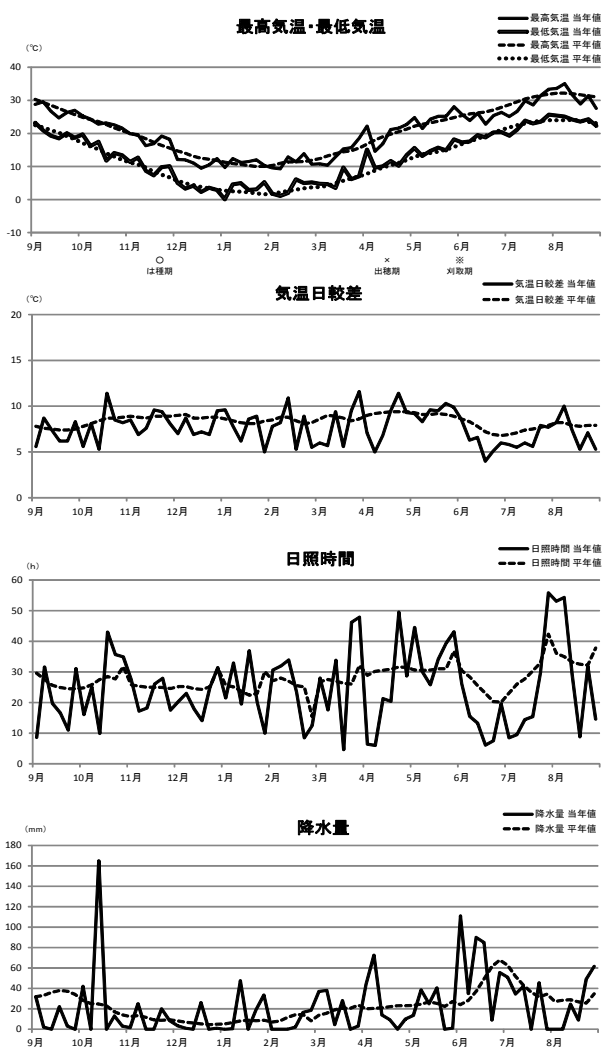 最高気温・最低気温
(℃)
最高気温 当年値
最低気温 当年値
最高気温 平年値
最低気温 平年値
40
30
20
10
0
-10
9月 10月 11月 12月 1月 2月 3月 4月 5月 6月 7月 8月
○ × ※
は種期 出穂期 刈取期
気温日較差
(℃)
気温日較差 当年値
気温日較差 平年値
20
15
10
5
0
9月 10月 11月 12月 1月 2月 3月 4月 5月 6月 7月 8月
日照時間
(h)
日照時間 当年値
日照時間 平年値
60
50
40
30
20
10
0
9月 10月 11月 12月 1月 2月 3月 4月 5月 6月 7月 8月
降水量
(mm)
降水量 当年値
降水量 平年値
180
160
140
120
100
80
60
40
20
0
9月 10月 11月 12月 1月 2月 3月 4月 5月 6月 7月 8月